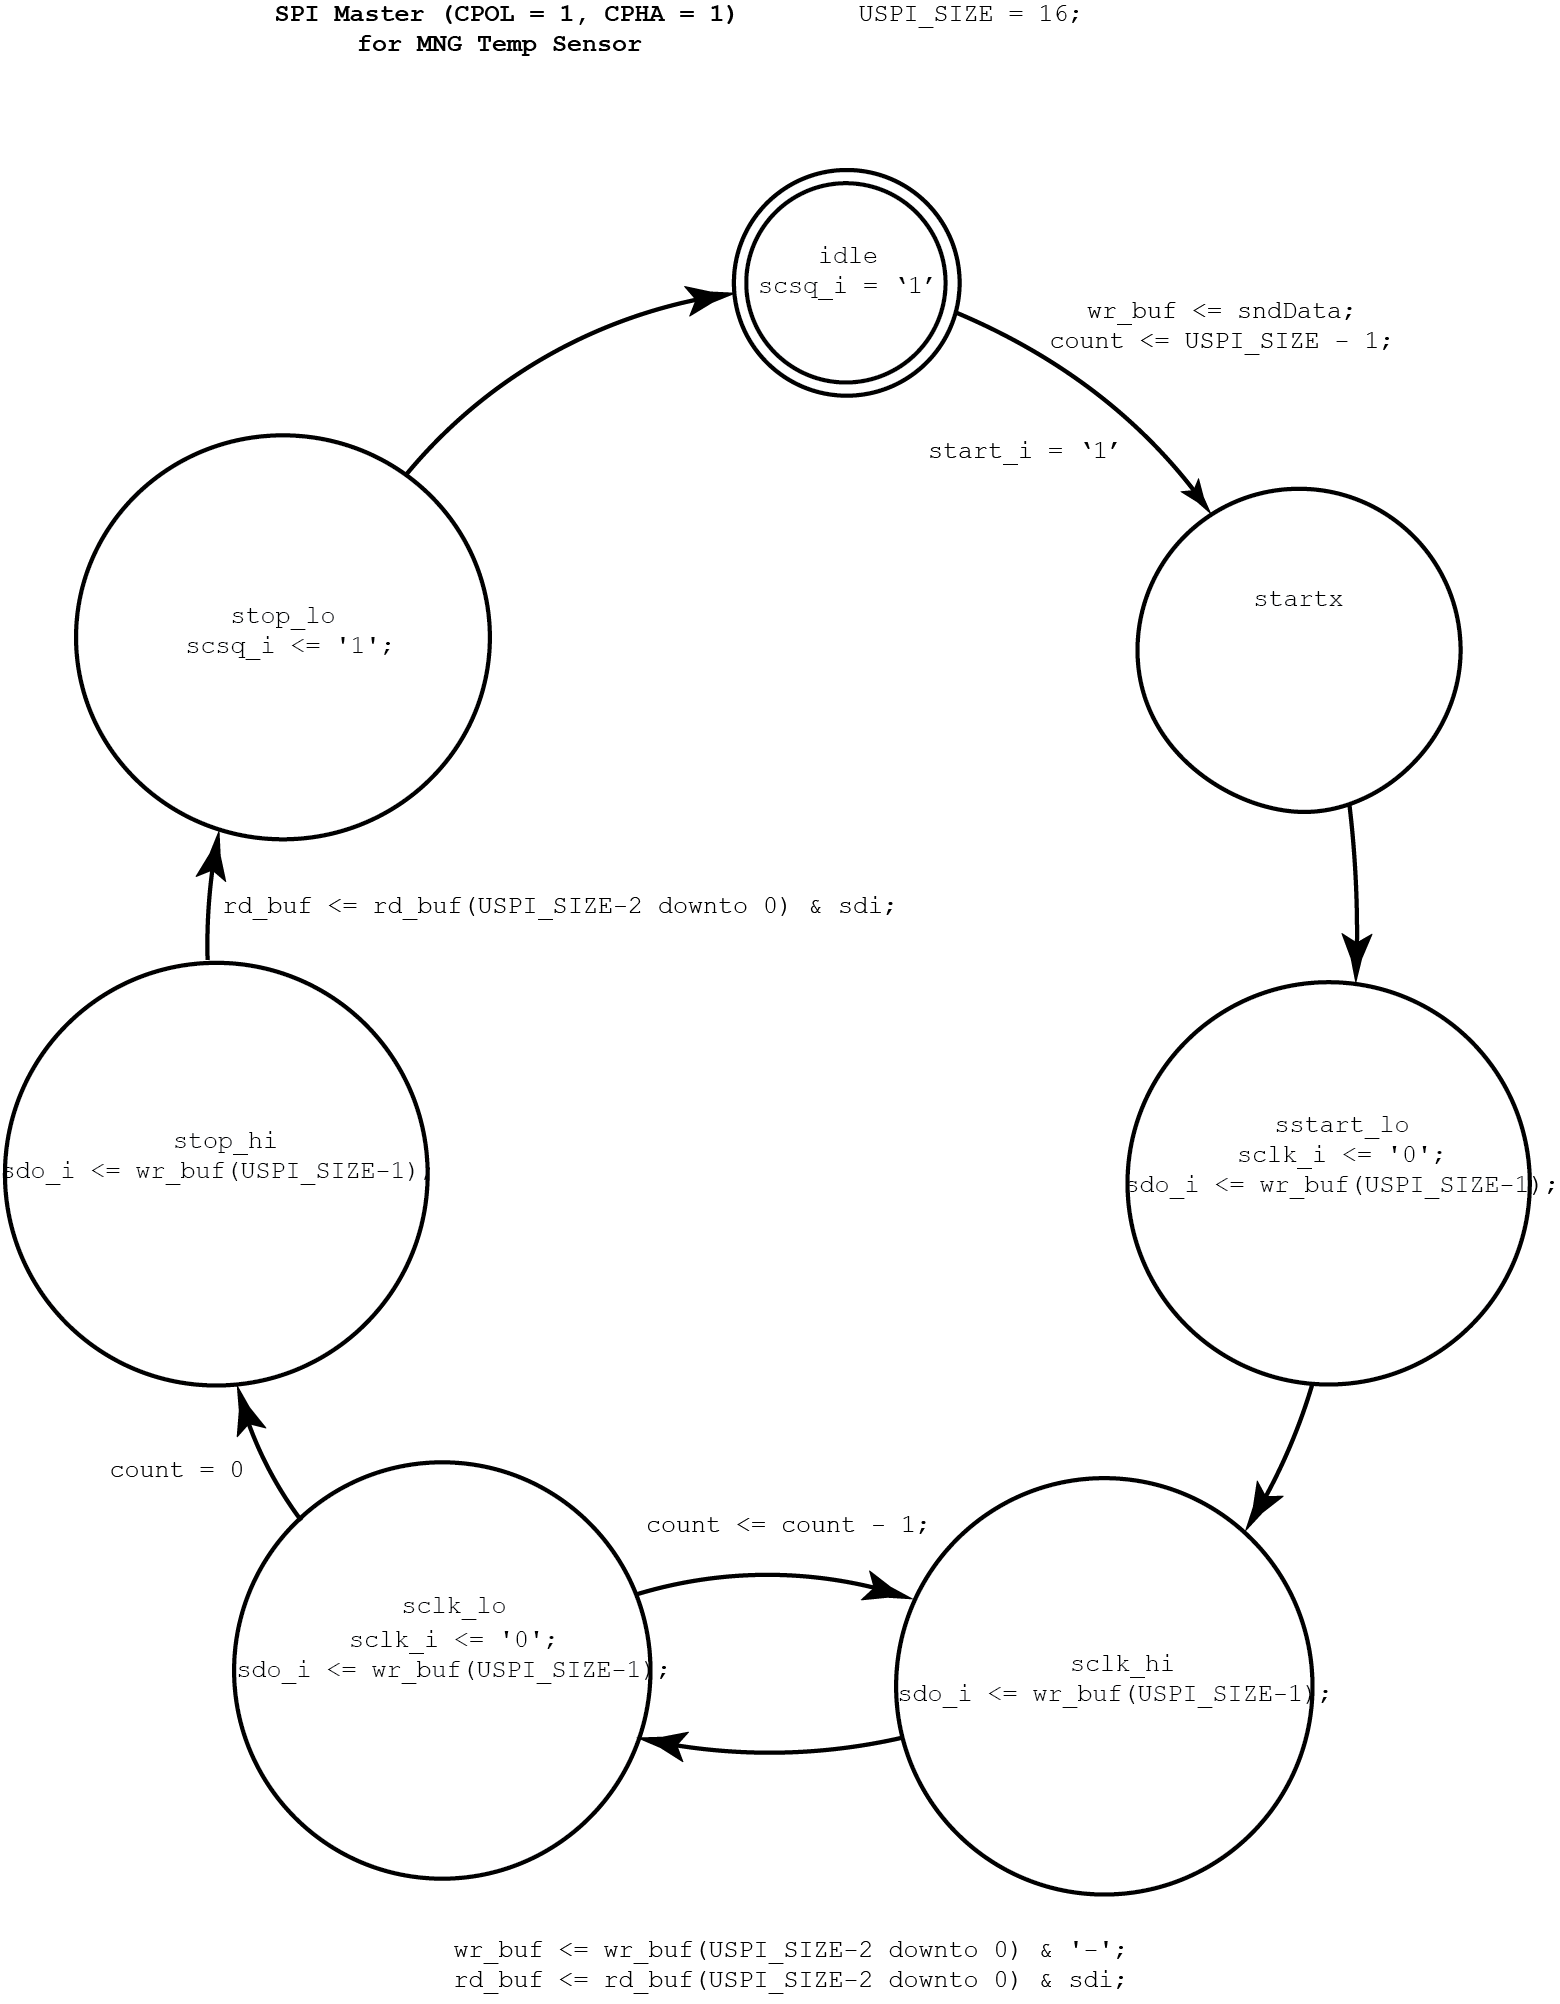 SPI Master (CPOL = 1, CPHA = 1)
for MNG Temp Sensor
USPI_SIZE = 16;
idle
scsq_i = ‘1’
wr_buf <= sndData;
count <= USPI_SIZE - 1;
start_i = ‘1’
startx
stop_lo
scsq_i <= '1';
rd_buf <= rd_buf(USPI_SIZE-2 downto 0) & sdi;
sstart_lo
sclk_i <= '0';
sdo_i <= wr_buf(USPI_SIZE-1);
stop_hi
sdo_i <= wr_buf(USPI_SIZE-1);
count = 0
count <= count - 1;
sclk_lo
sclk_i <= '0';
sdo_i <= wr_buf(USPI_SIZE-1);
sclk_hi
sdo_i <= wr_buf(USPI_SIZE-1);
wr_buf <= wr_buf(USPI_SIZE-2 downto 0) & '-';
rd_buf <= rd_buf(USPI_SIZE-2 downto 0) & sdi;